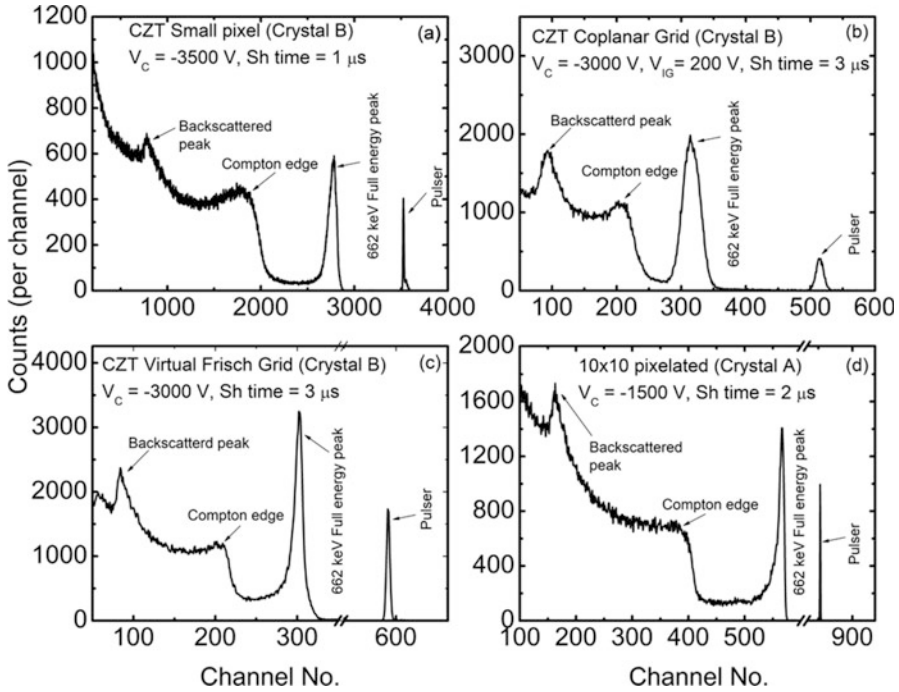 Counts (per channel)
Channel No.
Channel No.
(a)
CZT Small pixel (Crystal B)
V_C = -3500 V, Sh time = 1 μs
Backscattered
peak
Compton edge
662 keV Full energy peak
Pulser
1200
1000
800
600
400
200
0
1000
2000
3000
4000
(b)
CZT Coplanar Grid (Crystal B)
V_C = -3000 V, V_IG= 200 V, Sh time = 3 μs
Backscatterd peak
Compton edge
662 keV Full energy peak
Pulser
3000
2000
1000
0
100
200
300
400
500
600
(c)
CZT Virtual Frisch Grid (Crystal B)
V_C = -3000 V, Sh time = 3 μs
Backscatterd peak
Compton edge
662 keV Full energy peak
Pulser
4000
3000
2000
1000
0
100
200
300
600
(d)
10x10 pixelated (Crystal A)
V_C = -1500 V, Sh time = 2 μs
Backscattered
peak
Compton edge
662 keV Full energy peak
Pulser
2000
1600
1200
800
400
0
100
200
300
400
500
900